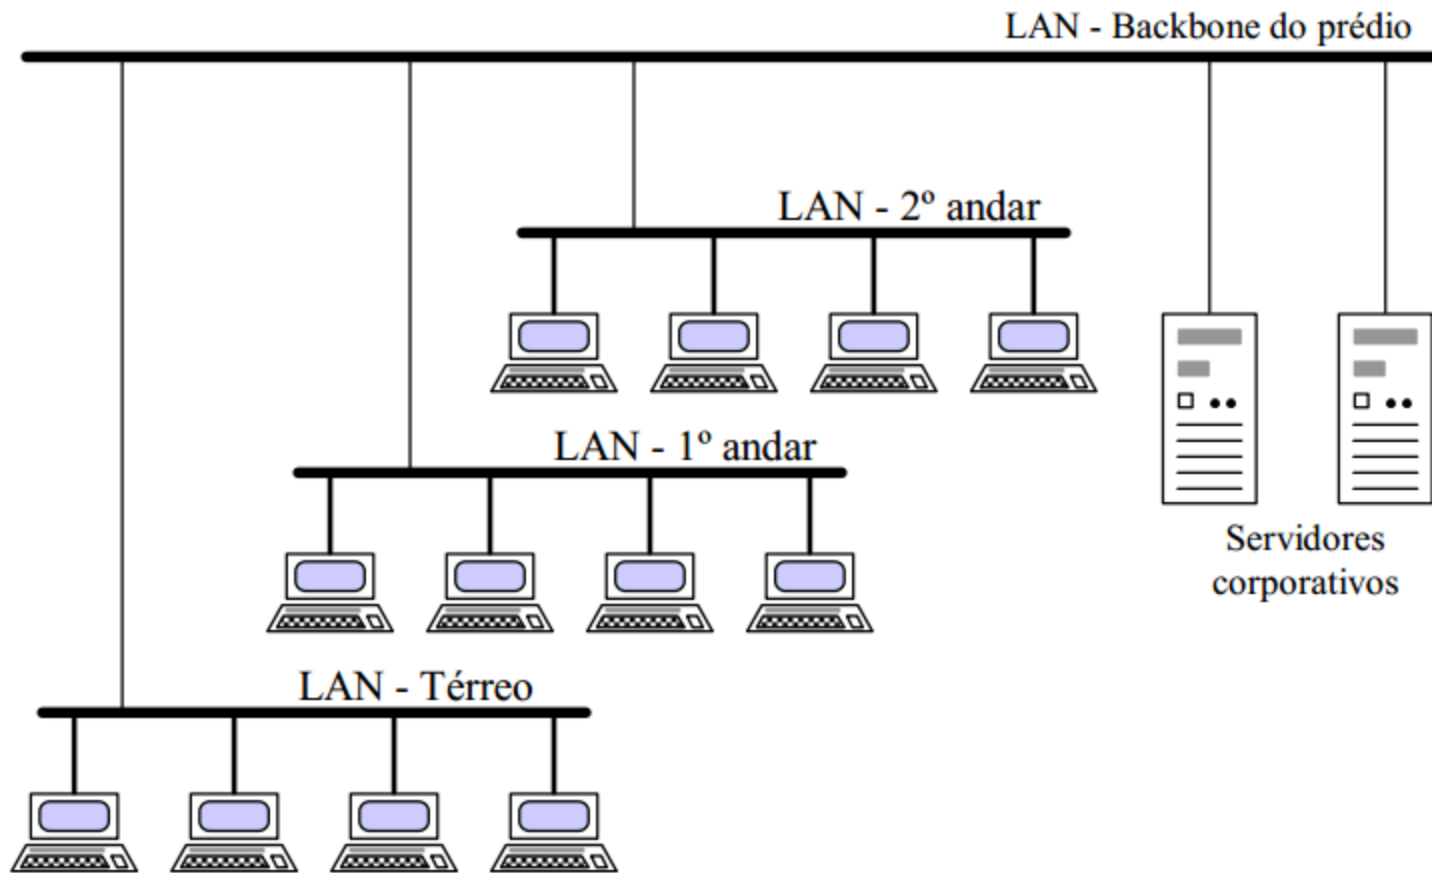 LAN - Backbone do prédio
LAN - 2º andar
LAN - 1º andar
Servidores
corporativos
LAN - Térreo